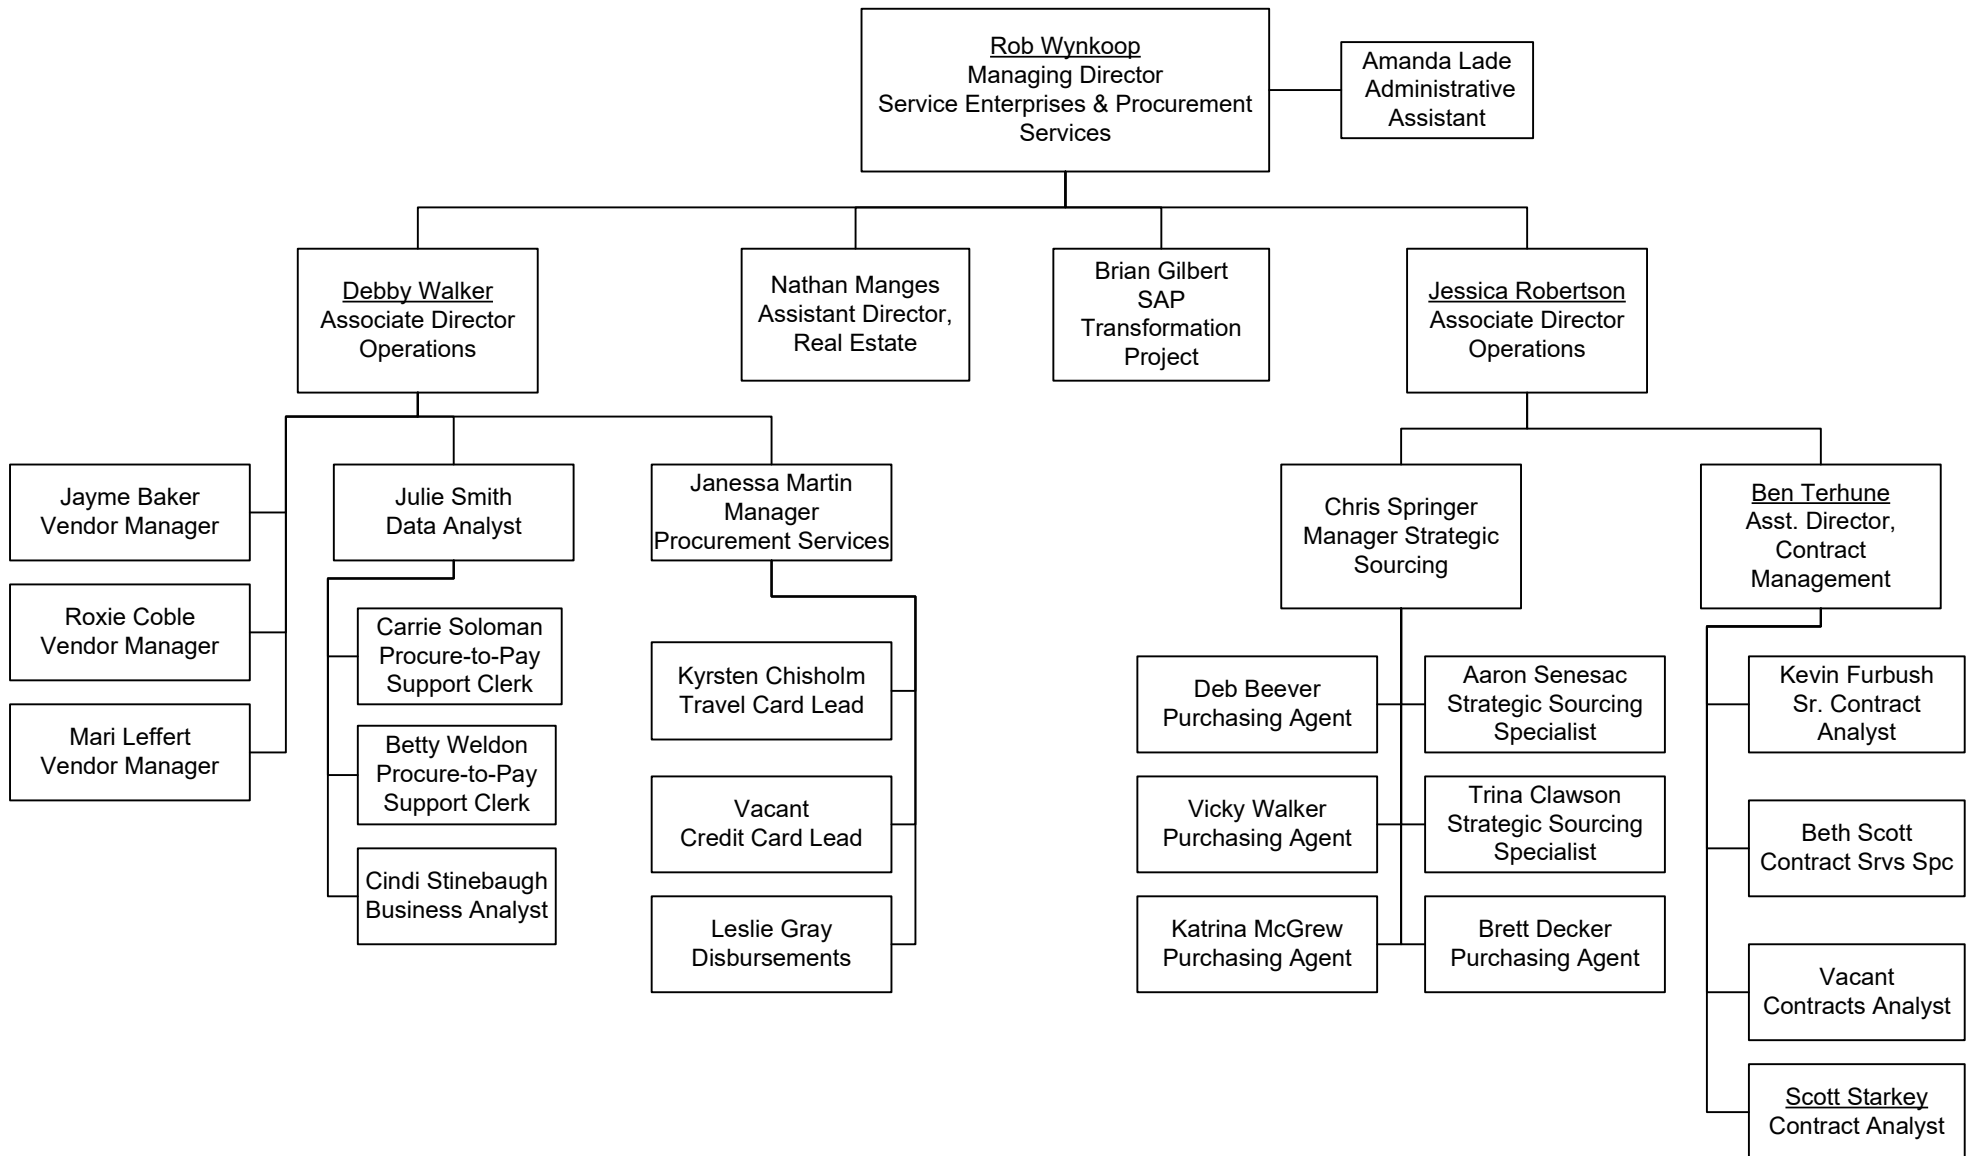 Rob Wynkoop
Managing Director
Service Enterprises & Procurement
Services
Amanda Lade
Administrative
Assistant
Debby Walker
Associate Director
Operations
Nathan Manges
Assistant Director,
Real Estate
Brian Gilbert
SAP
Transformation
Project
Jessica Robertson
Associate Director
Operations
Jayme Baker
Vendor Manager
Roxie Coble
Vendor Manager
Mari Leffert
Vendor Manager
Julie Smith
Data Analyst
Carrie Soloman
Procure-to-Pay
Support Clerk
Betty Weldon
Procure-to-Pay
Support Clerk
Cindi Stinebaugh
Business Analyst
Janessa Martin
Manager
Procurement Services
Kyrsten Chisholm
Travel Card Lead
Vacant
Credit Card Lead
Leslie Gray
Disbursements
Chris Springer
Manager Strategic
Sourcing
Deb Beever
Purchasing Agent
Aaron Senesac
Strategic Sourcing
Specialist
Vicky Walker
Purchasing Agent
Trina Clawson
Strategic Sourcing
Specialist
Katrina McGrew
Purchasing Agent
Brett Decker
Purchasing Agent
Ben Terhune
Asst. Director,
Contract
Management
Kevin Furbush
Sr. Contract
Analyst
Beth Scott
Contract Srvs Spc
Vacant
Contracts Analyst
Scott Starkey
Contract Analyst